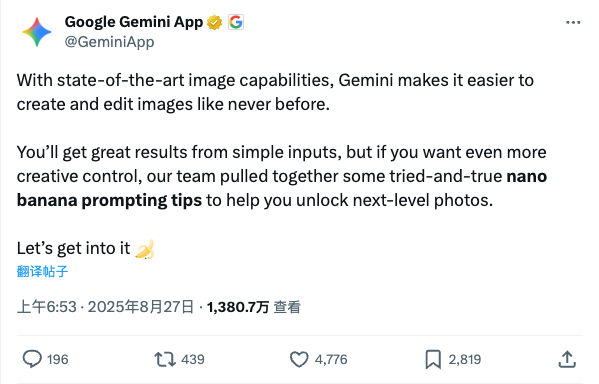 Google Gemini App
@GeminiApp
With state-of-the-art image capabilities, Gemini makes it easier to
create and edit images like never before.
You’ll get great results from simple inputs, but if you want even more
creative control, our team pulled together some tried-and-true nano
banana prompting tips to help you unlock next-level photos.
Let’s get into it 🍌
翻译帖子
上午6:53 · 2025年8月27日 · 1,380.7万 查看
196 439 4,776 2,819